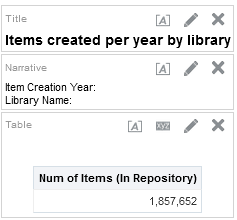 Title
Items created per year by library
Narrative
Item Creation Year:
Library Name:
Table
XYZ
Num of Items (In Repository)
1,857,652